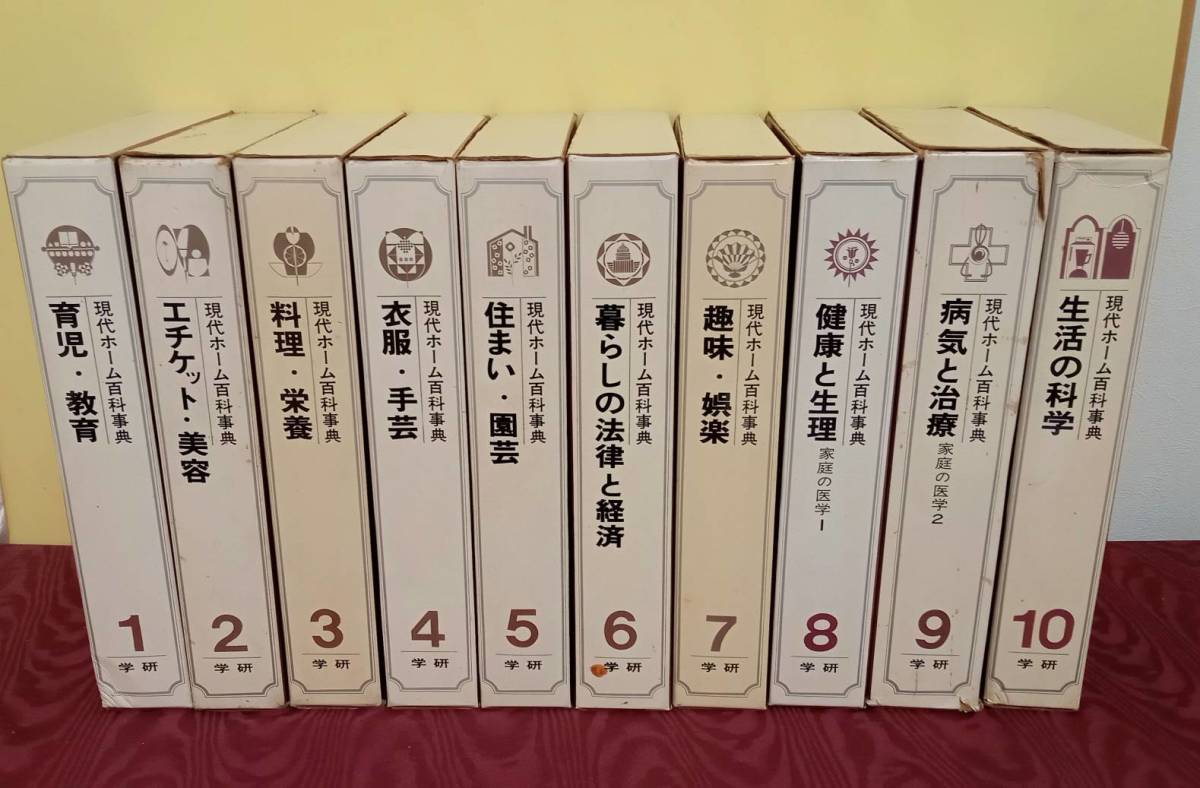 現代ホーム百科事典
育児・教育
1
学研
現代ホーム百科事典
エチケット・美容
2
学研
現代ホーム百科事典
料理・栄養
3
学研
現代ホーム百科事典
衣服・手芸
4
学研
現代ホーム百科事典
住まい・園芸
5
学研
現代ホーム百科事典
暮らしの法律と経済
6
学研
現代ホーム百科事典
趣味・娯楽
7
学研
現代ホーム百科事典
健康と生理
家庭の医学1
8
学研
現代ホーム百科事典
病気と治療
家庭の医学2
9
学研
現代ホーム百科事典
生活の科学
10
学研